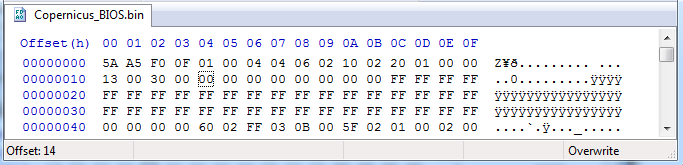 Copernicus_BIOS.bin
Offset(h) 00 01 02 03 04 05 06 07 08 09 0A 0B 0C 0D 0E 0F
00000000 5A A5 F0 0F 01 00 04 04 06 02 10 02 20 01 00 00 Z¥ð......... ...
00000010 13 00 30 00 00 00 00 00 00 00 00 00 FF FF FF FF ..0.........ÿÿÿÿ
00000020 FF FF FF FF FF FF FF FF FF FF FF FF FF FF FF FF ÿÿÿÿÿÿÿÿÿÿÿÿÿÿÿÿ
00000030 FF FF FF FF FF FF FF FF FF FF FF FF FF FF FF FF ÿÿÿÿÿÿÿÿÿÿÿÿÿÿÿÿ
00000040 00 00 00 00 60 02 FF 03 0B 00 5F 02 01 00 02 00 ....`.ÿ..._.....
Offset: 14 Overwrite